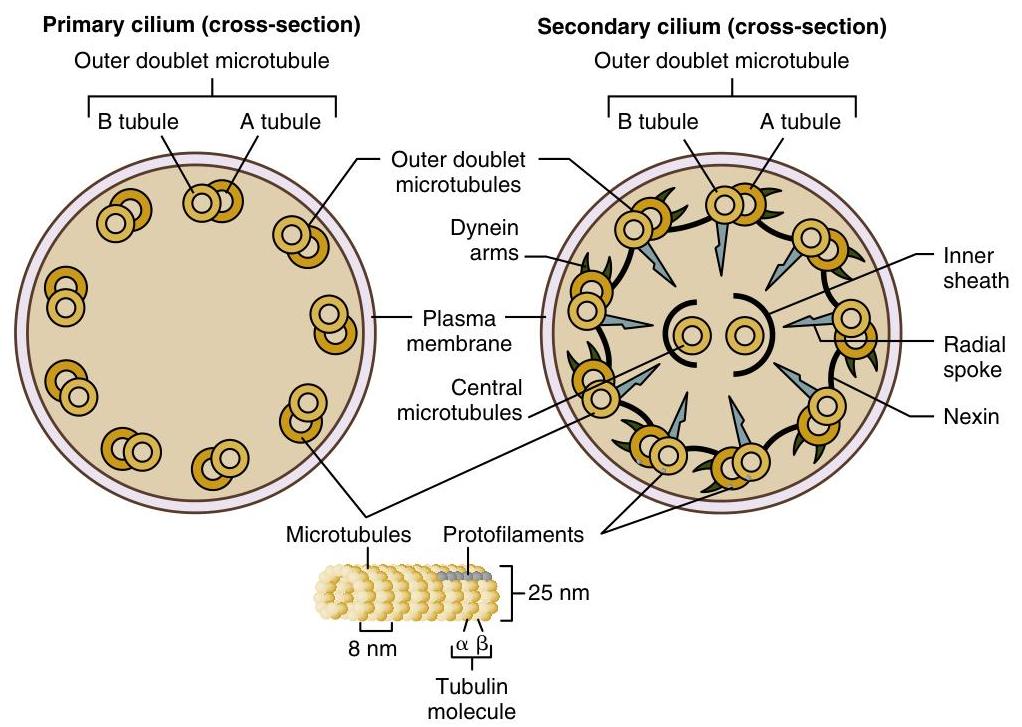 Primary cilium (cross-section)
Outer doublet microtubule
B tubule
A tubule
Secondary cilium (cross-section)
Outer doublet microtubule
B tubule
A tubule
Outer doublet
microtubules
Dynein
arms
Plasma
membrane
Central
microtubules
Inner
sheath
Radial
spoke
Nexin
Microtubules
Protofilaments
25 nm
8 nm
α β
Tubulin
molecule